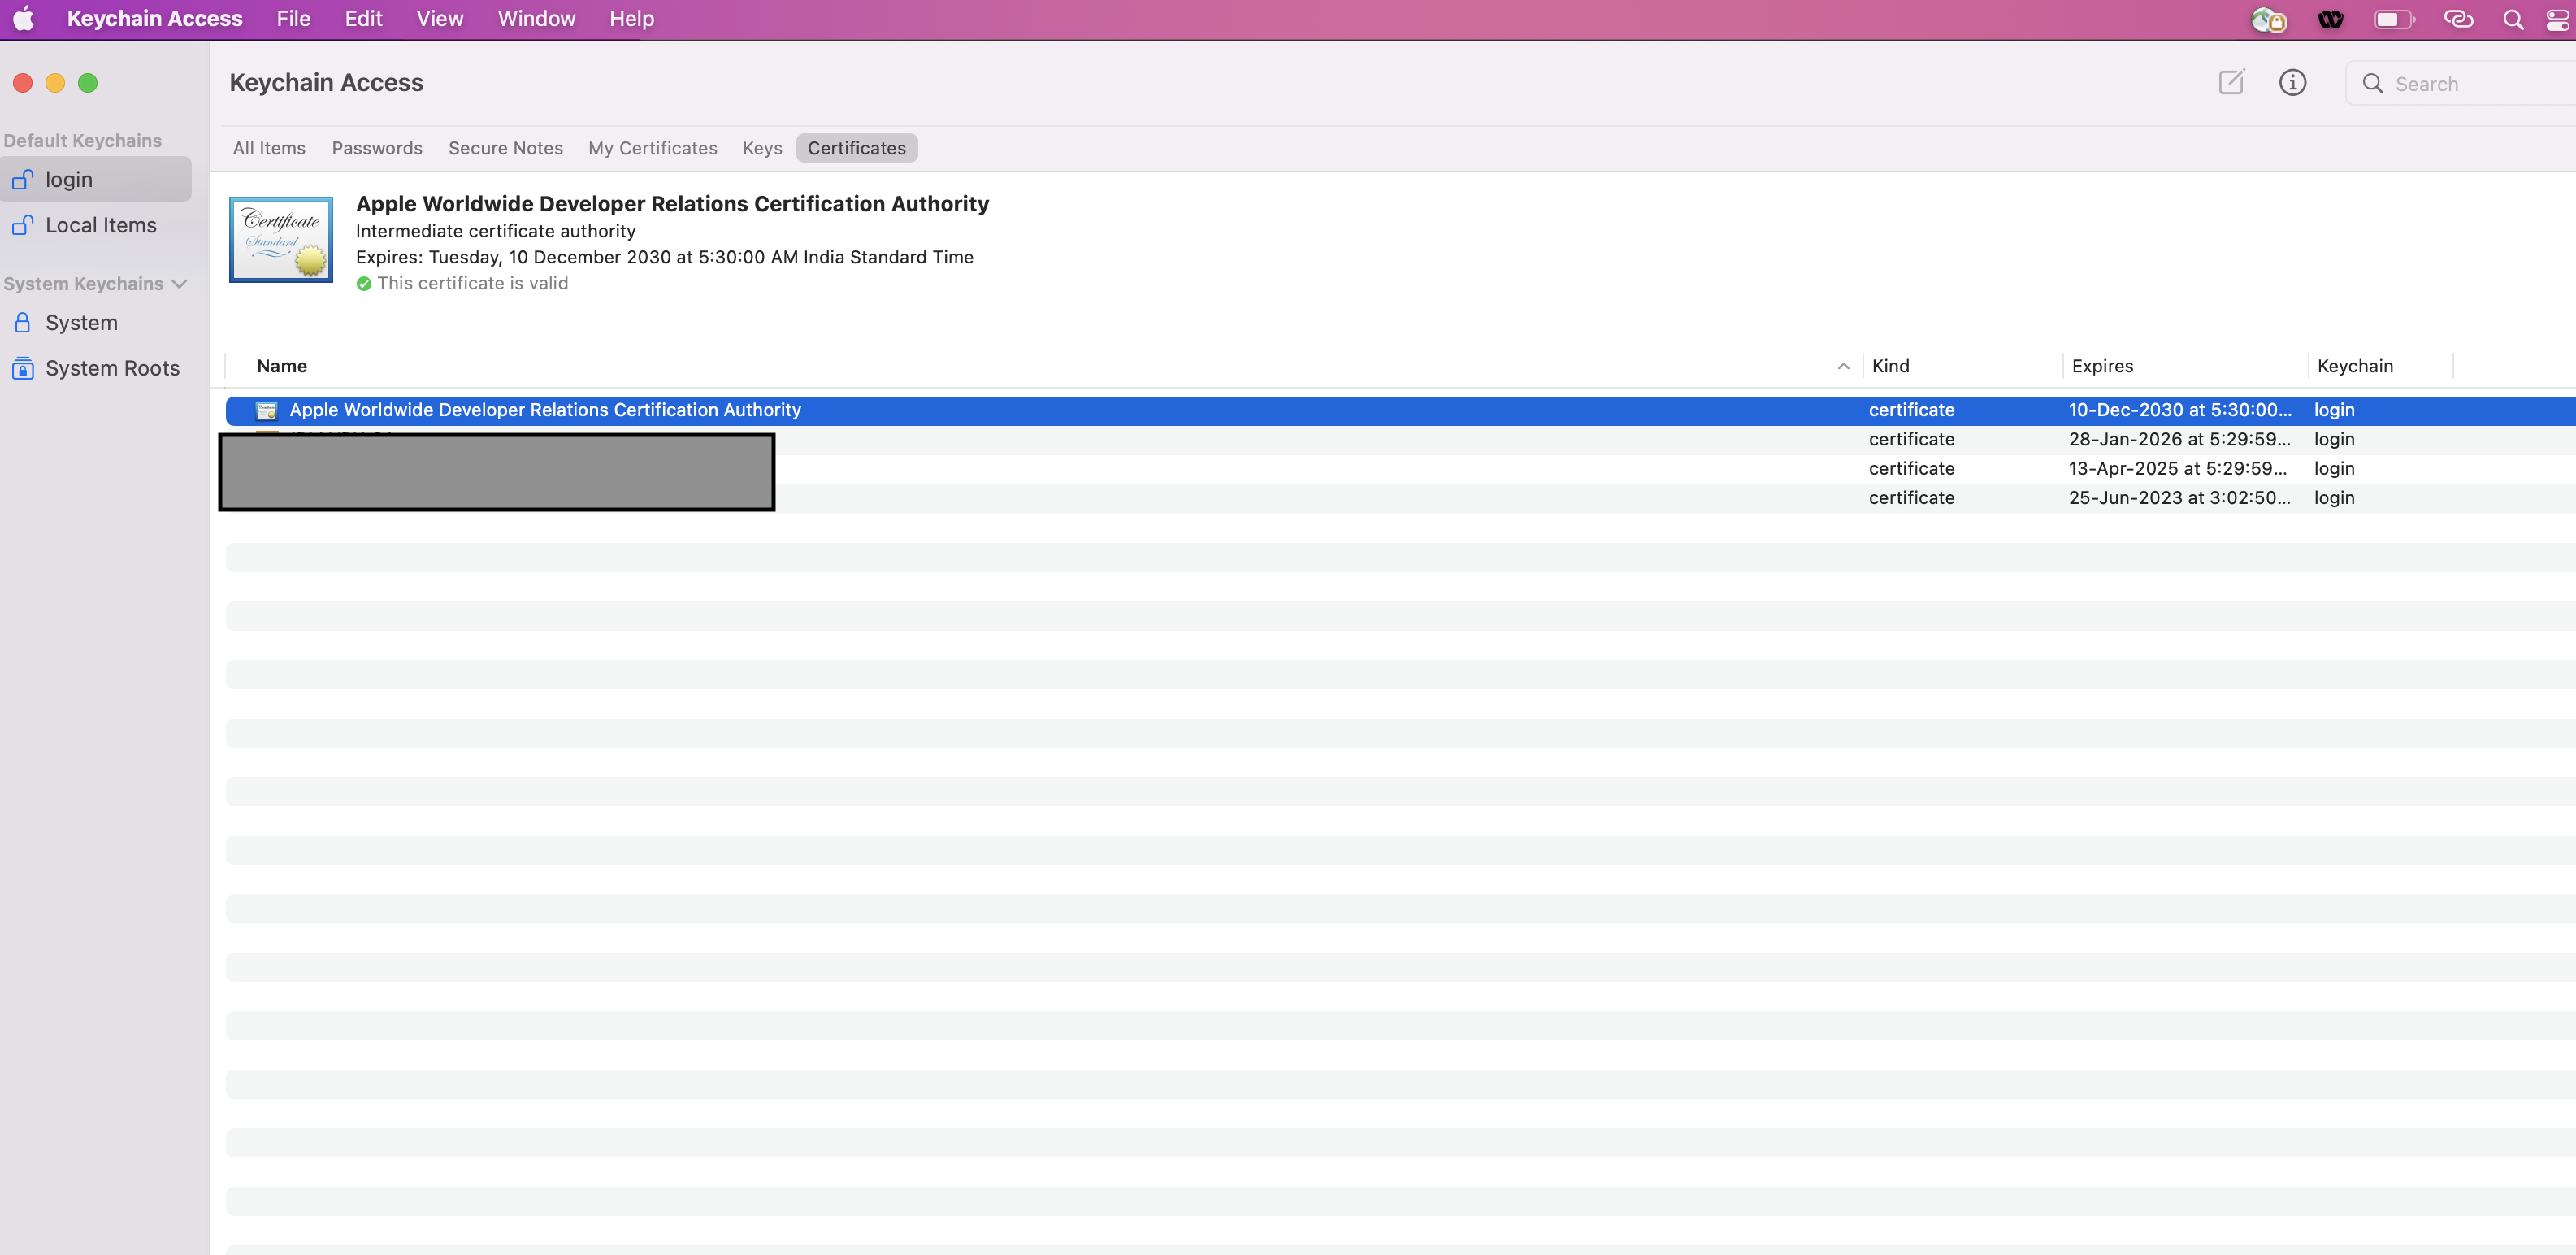 Keychain Access File Edit View Window Help
Keychain Access
Search
Default Keychains
login
Local Items
System Keychains
System
System Roots
All Items Passwords Secure Notes My Certificates Keys Certificates
Certificate
Standard
Apple Worldwide Developer Relations Certification Authority
Intermediate certificate authority
Expires: Tuesday, 10 December 2030 at 5:30:00 AM India Standard Time
This certificate is valid
Name Kind Expires Keychain
Apple Worldwide Developer Relations Certification Authority certificate 10-Dec-2030 at 5:30:00... login
certificate 28-Jan-2026 at 5:29:59... login
certificate 13-Apr-2025 at 5:29:59... login
certificate 25-Jun-2023 at 3:02:50... login